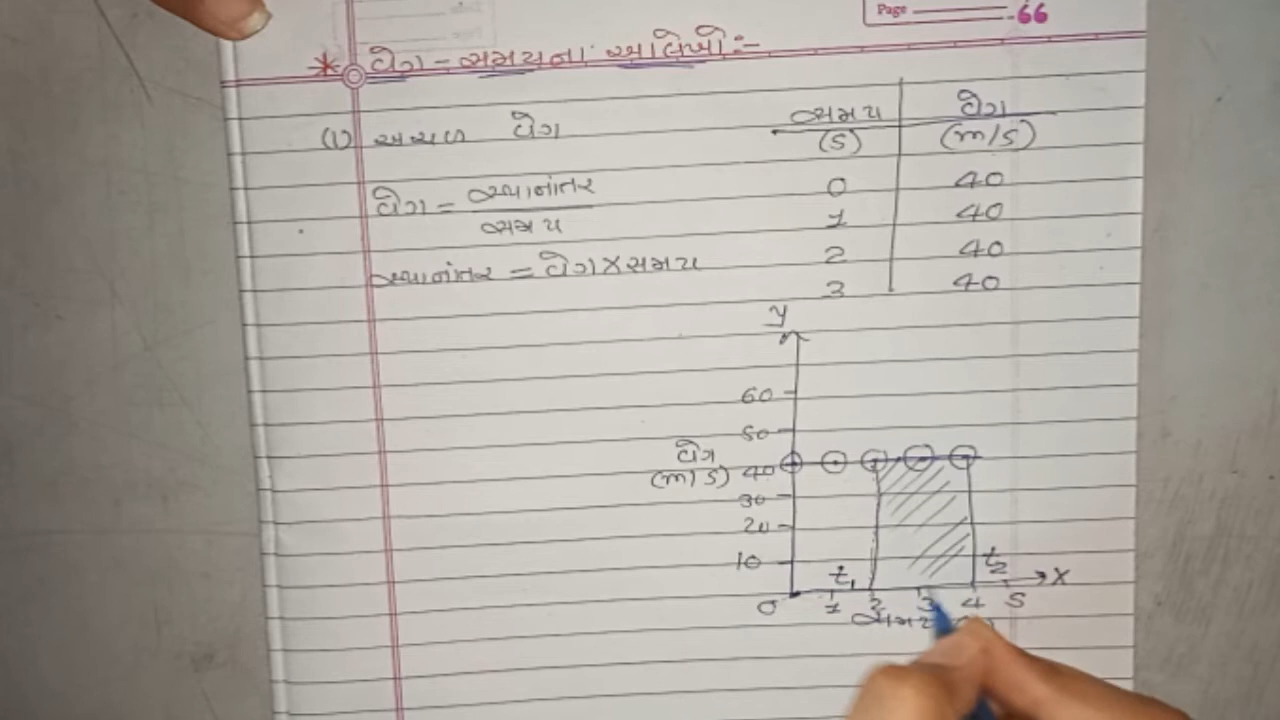 Page 66
* વેગ - સમયના આલેખો :-
(1) અચળ વેગ
સમય વેગ
(s) (m/s)
વેગ = સ્થાનાંતર
સમય
0 40
1 40
સ્થાનાંતર = વેગ X સમય
2 40
3 40
y
60
50
વેગ
(m/s) 40
30
20
10
t₁ t₂
X
0 1 2 3 4 5